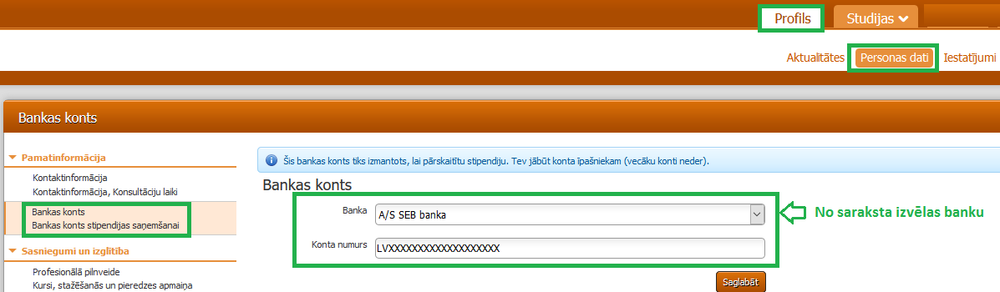 Profils
Studijas
Aktualitātes
Personas dati
Iestatījumi
Bankas konts
Pamatinformācija
Kontaktinformācija
Kontaktinformācija, Konsultāciju laiki
Bankas konts
Bankas konts stipendijas saņemšanai
Sasniegumi un izglītība
Profesionālā pilnveide
Kursi, stažēšanās un pieredzes apmaiņa
Šis bankas konts tiks izmantots, lai pārskaitītu stipendiju. Tev jābūt konta īpašniekam (vecāku konti neder).
Bankas konts
Banka
A/S SEB banka
No saraksta izvēlas banku
Konta numurs
LVXXXXXXXXXXXXXXXXXXX
Saglabāt